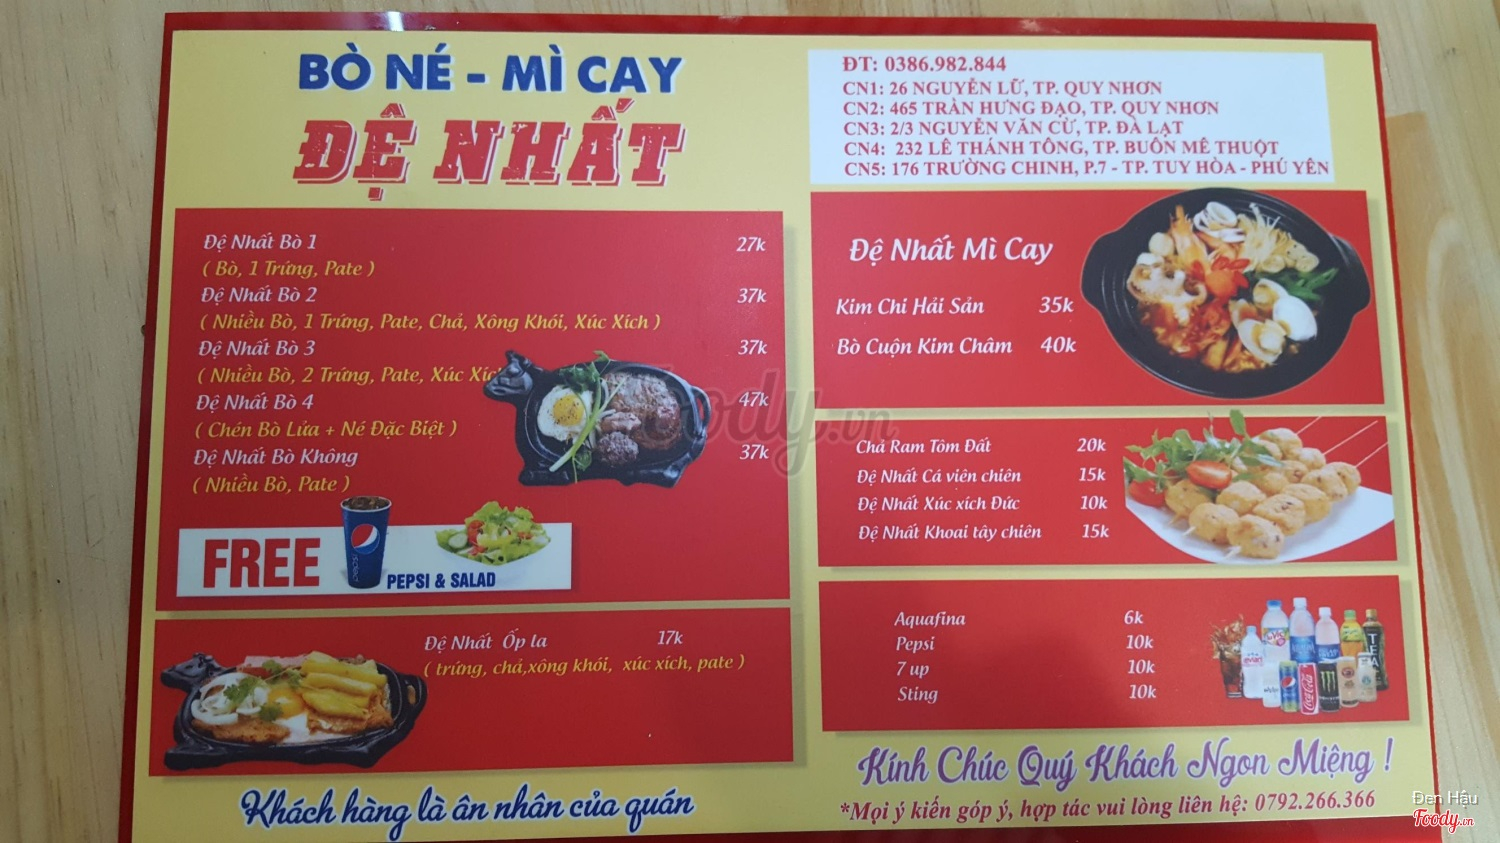 BÒ NÉ - MÌ CAY
ĐỆ NHẤT
ĐT: 0386.982.844
CN1: 26 NGUYỄN LỮ, TP. QUY NHƠN
CN2: 465 TRẦN HƯNG ĐẠO, TP. QUY NHƠN
CN3: 2/3 NGUYỄN VĂN CỪ, TP. ĐÀ LẠT
CN4: 232 LÊ THÁNH TÔNG, TP. BUÔN MÊ THUỘT
CN5: 176 TRƯỜNG CHINH, P.7 - TP. TUY HÒA - PHÚ YÊN
Đệ Nhất Bò 1 27k
( Bò, 1 Trứng, Pate )
Đệ Nhất Bò 2 37k
( Nhiều Bò, 1 Trứng, Pate, Chả, Xông Khói, Xúc Xích )
Đệ Nhất Bò 3 37k
( Nhiều Bò, 2 Trứng, Pate, Xúc Xíc
Đệ Nhất Bò 4 47k
( Chén Bò Lửa + Né Đặc Biệt )
Đệ Nhất Bò Không 37k
( Nhiều Bò, Pate )
FREE
pepsi
PEPSI & SALAD
Đệ Nhất Ốp la 17k
( trứng, chả,xông khói, xúc xích, pate )
Khách hàng là ân nhân của quán
Đệ Nhất Mì Cay
Kim Chi Hải Sản 35k
Bò Cuộn Kim Châm 40k
Chả Ram Tôm Đất 20k
Đệ Nhất Cá viên chiên 15k
Đệ Nhất Xúc xích Đức 10k
Đệ Nhất Khoai tây chiên 15k
Aquafina 6k
Pepsi 10k
7 up 10k
Sting 10k
Kính Chúc Quý Khách Ngon Miệng !
*Mọi ý kiến góp ý, hợp tác vui lòng liên hệ: 0792.266.366
foody.vn
Đen Hậu
Foody.vn